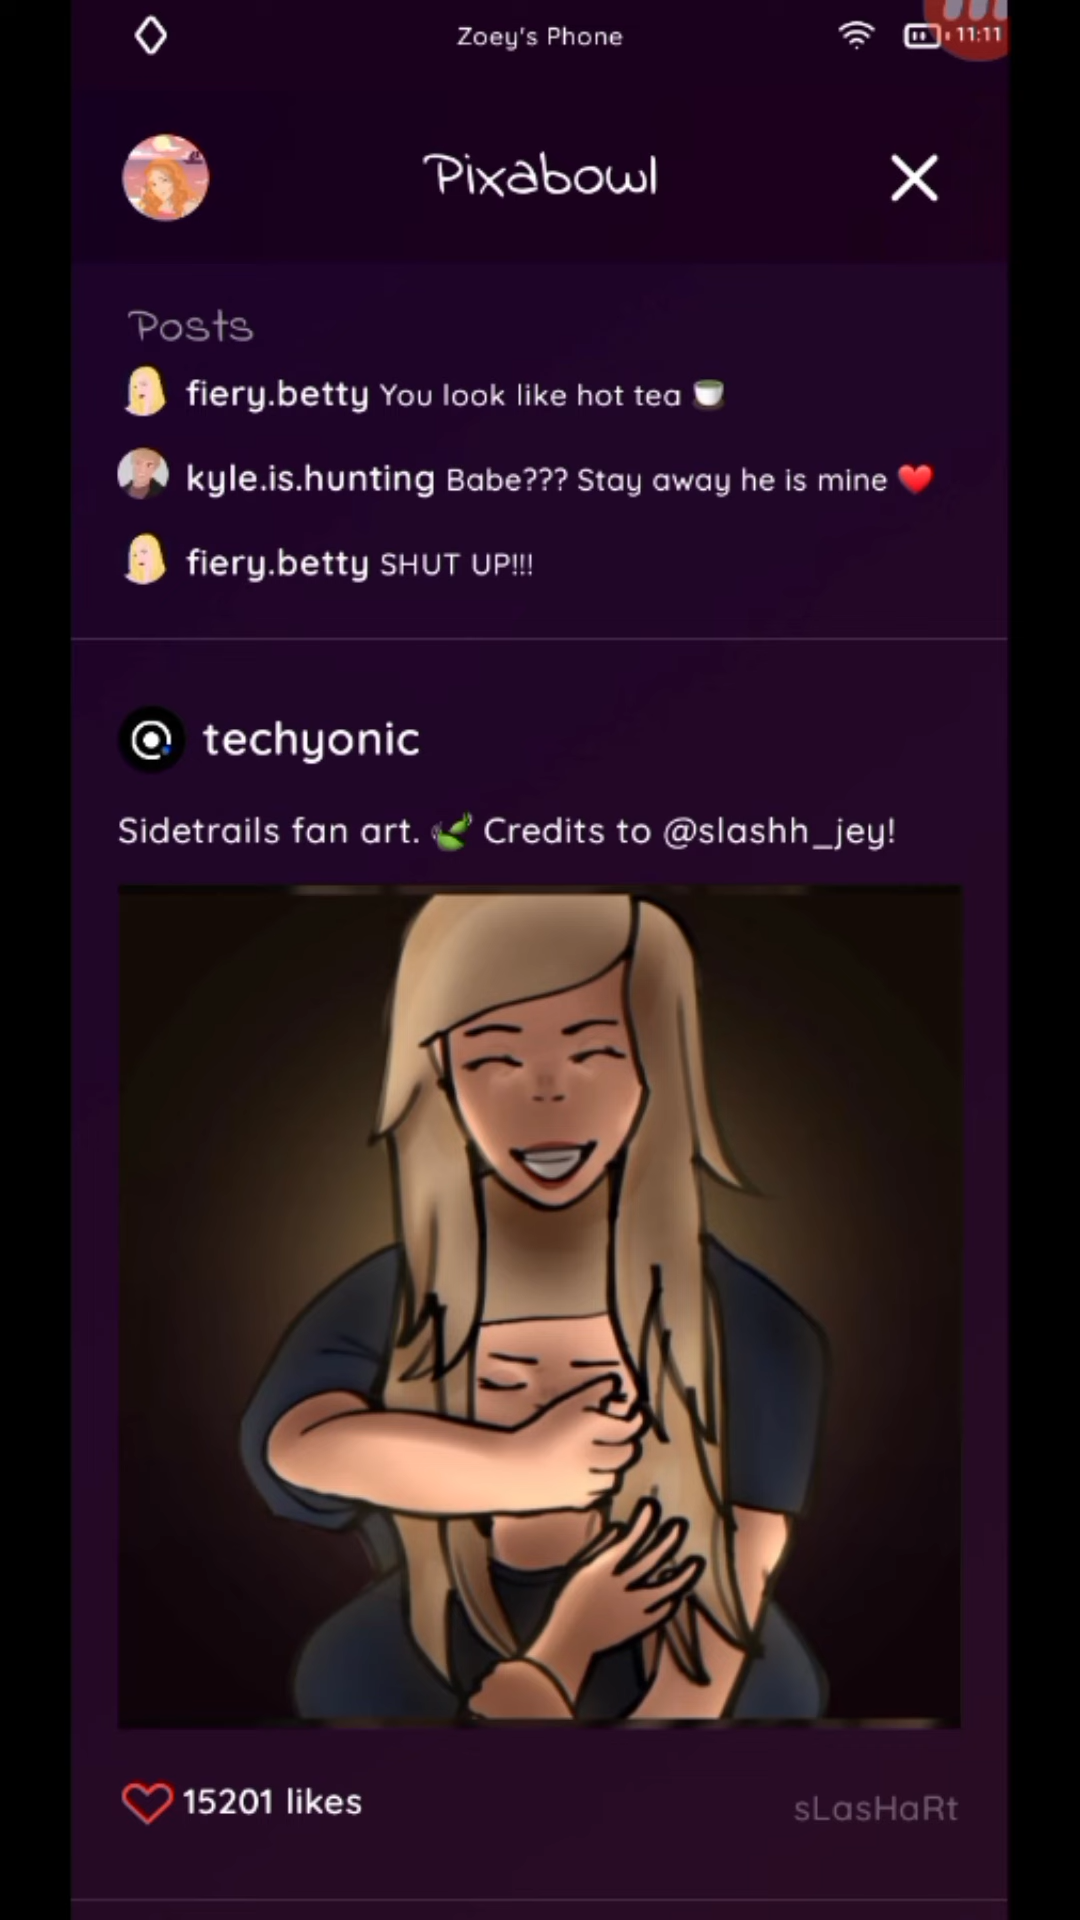 Zoey's Phone
11:11
Pixabowl
Posts
fiery.betty You look like hot tea 🍵
kyle.is.hunting Babe??? Stay away he is mine ❤️
fiery.betty SHUT UP!!!
techyonic
Sidetrails fan art. 🫛 Credits to @slashh_jey!
15201 likes
sLasHaRt